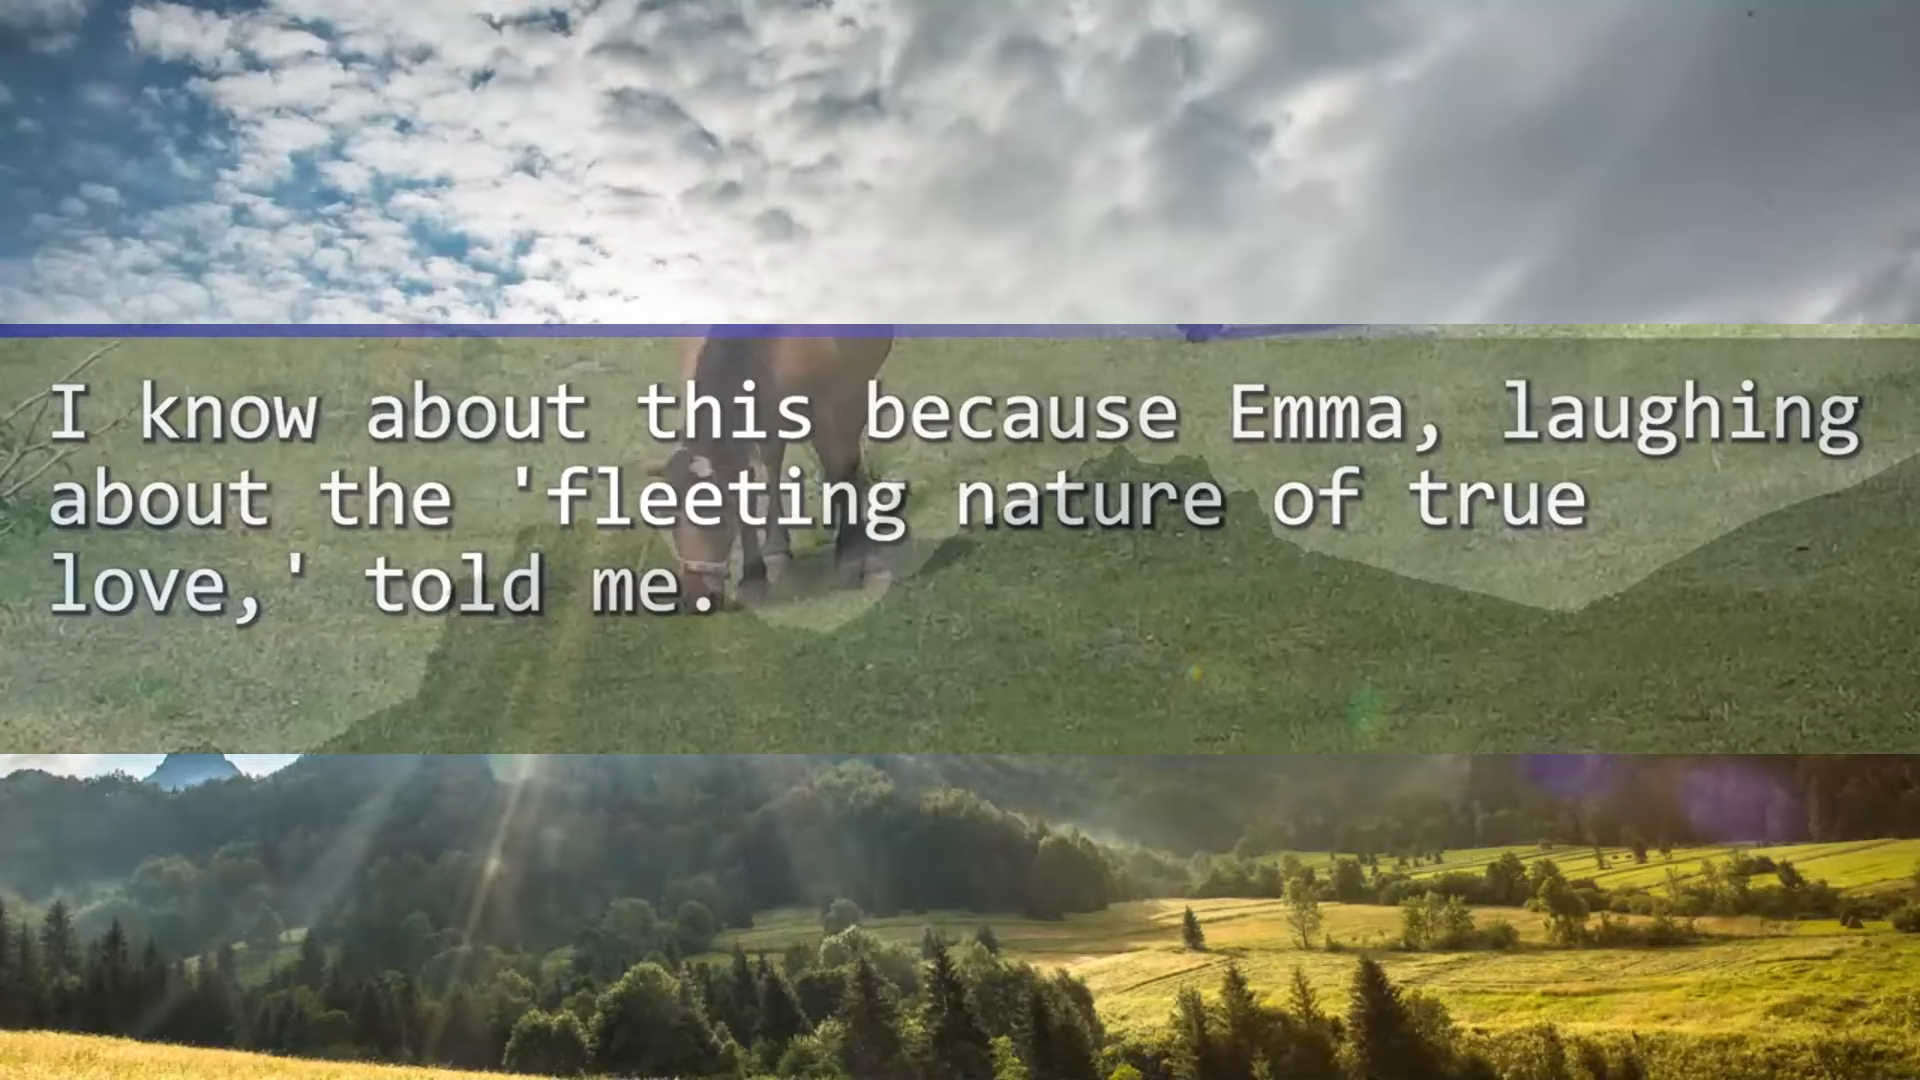 I know about this because Emma, laughing
about the 'fleeting nature of true
love,' told me.